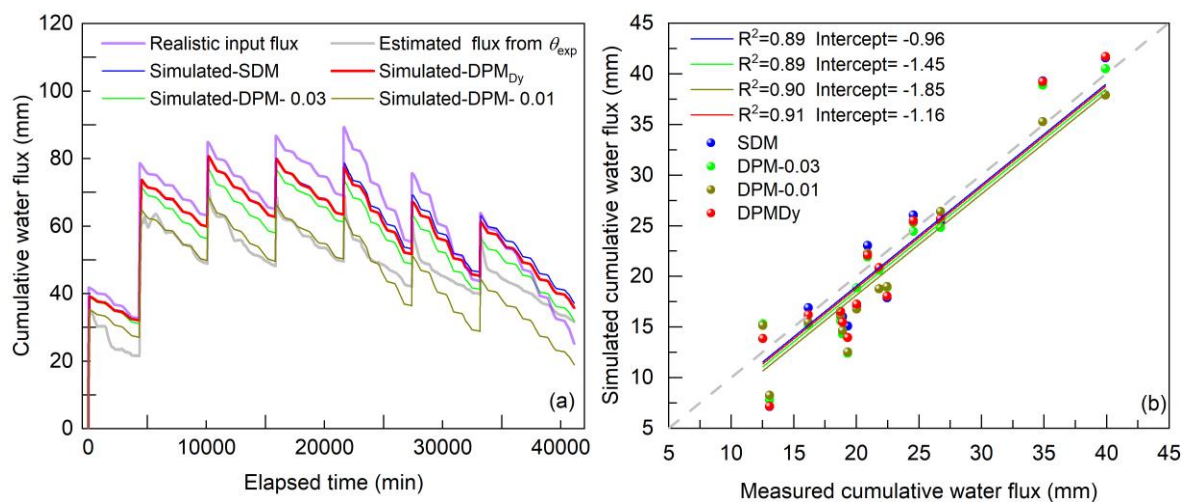 120
100
80
60
40
20
0
Cumulative water flux (mm)
Realistic input flux
Estimated flux from θexp
Simulated-SDM
Simulated-DPMDy
Simulated-DPM- 0.03
Simulated-DPM- 0.01
(a)
0 10000 20000 30000 40000
Elapsed time (min)
45
40
35
30
25
20
15
10
5
Simulated cumulative water flux (mm)
R²=0.89 Intercept= -0.96
R²=0.89 Intercept= -1.45
R²=0.90 Intercept= -1.85
R²=0.91 Intercept= -1.16
SDM
DPM-0.03
DPM-0.01
DPMDy
(b)
5 10 15 20 25 30 35 40 45
Measured cumulative water flux (mm)